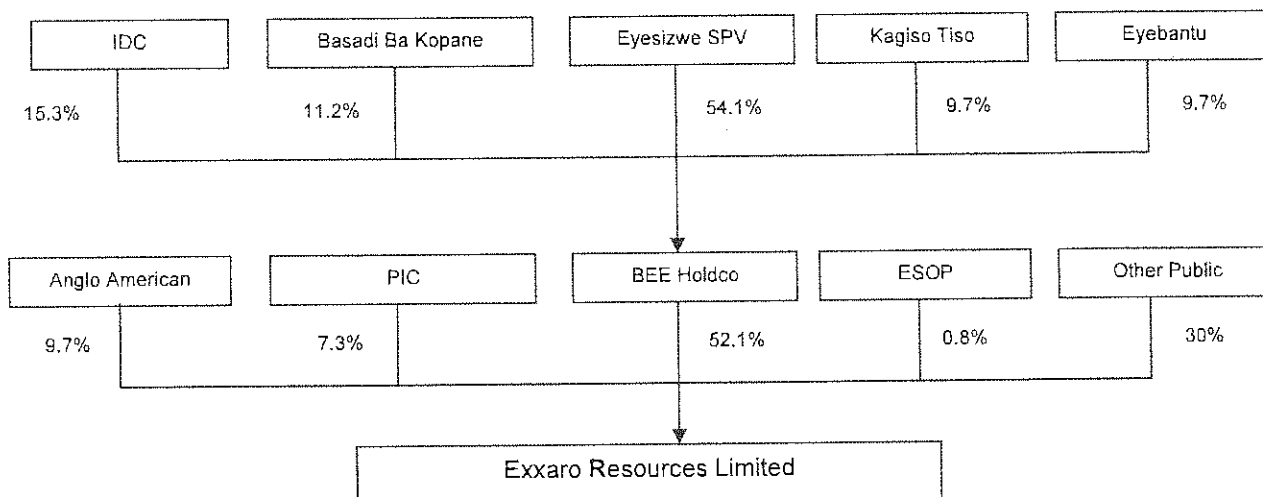 IDC
Basadi Ba Kopane
Eyesizwe SPV
Kagiso Tiso
Eyebantu
15.3%
11.2%
54.1%
9.7%
9.7%
Anglo American
PIC
BEE Holdco
ESOP
Other Public
9.7%
7.3%
52.1%
0.8%
30%
Exxaro Resources Limited